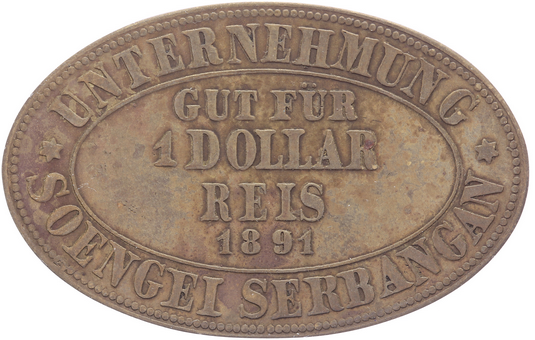 UNTERNEHMUNG
GUT FÜR
1 DOLLAR
REIS
1891
SOENGEI SERBANGAN